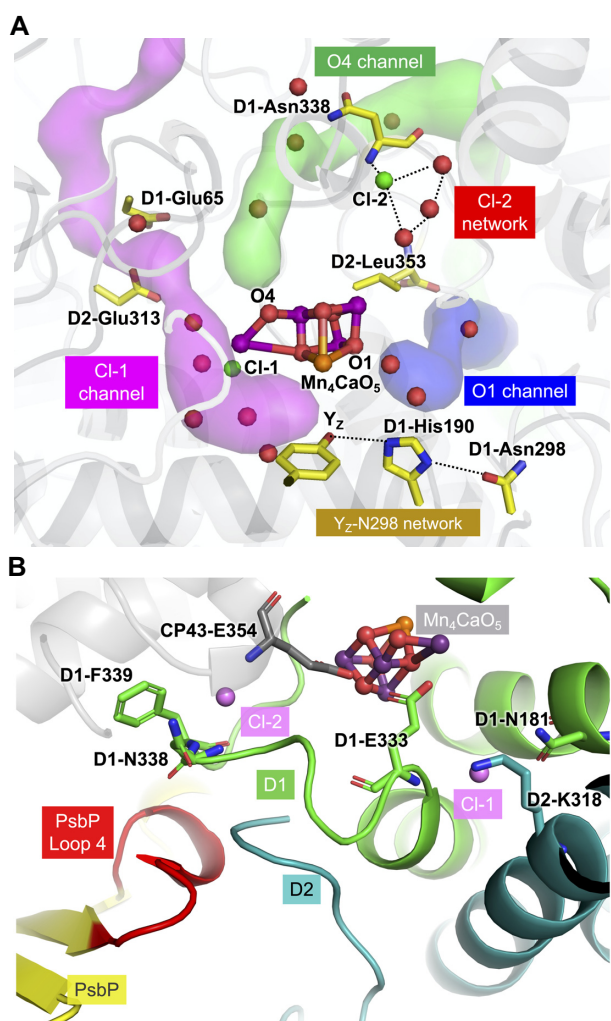 A
O4 channel
D1-Asn338
D1-Glu65
Cl-2
Cl-2
network
D2-Leu353
D2-Glu313
O4
Cl-1
channel
Cl-1
O1
Mn₄CaO₅
O1 channel
Y_Z
D1-His190
D1-Asn298
Y_Z-N298 network
B
CP43-E354
Mn₄CaO₅
D1-F339
Cl-2
D1-N181
D1-N338
D1-E333
D1
Cl-1
D2-K318
PsbP
Loop 4
D2
PsbP